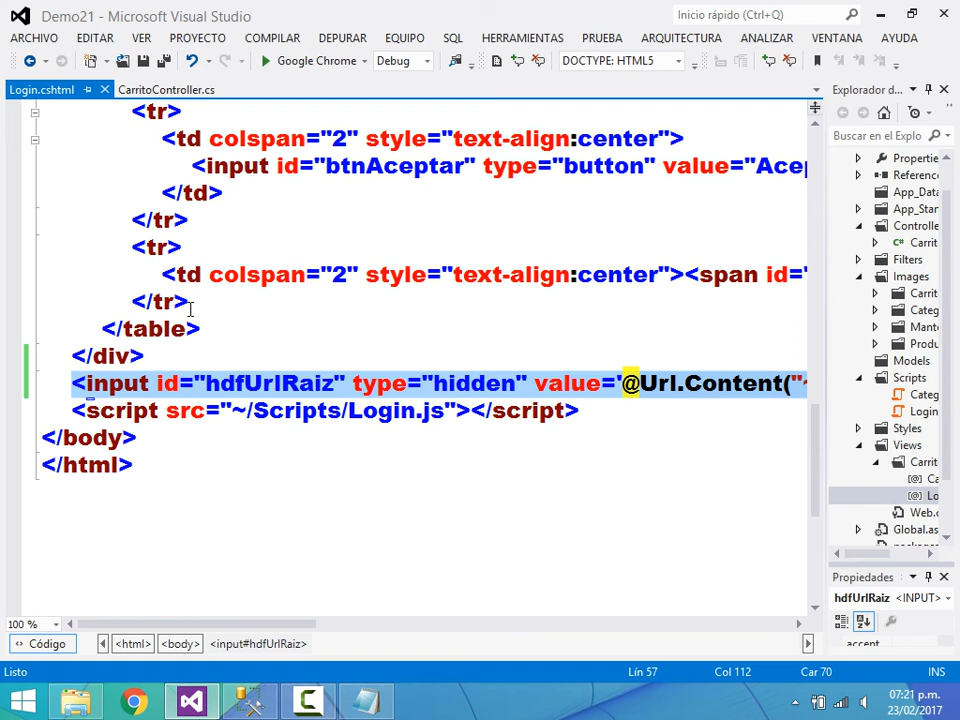 Demo21 - Microsoft Visual Studio
Inicio rápido (Ctrl+Q)
ARCHIVO EDITAR VER PROYECTO COMPILAR DEPURAR EQUIPO SQL HERRAMIENTAS PRUEBA ARQUITECTURA ANALIZAR VENTANA AYUDA
Google Chrome Debug DOCTYPE: HTML5
Login.cshtml CarritoController.cs
Explorador d
Buscar en el Explo
<tr>
<td colspan="2" style="text-align:center">
<input id="btnAceptar" type="button" value="Acep
</td>
</tr>
<tr>
<td colspan="2" style="text-align:center"><span id="
</tr>
</table>
</div>
<input id="hdfUrlRaiz" type="hidden" value="@Url.Content("~
<script src="~/Scripts/Login.js"></script>
</body>
</html>
Propertie
Reference
App_Data
App_Star
Controlle
C# Carrit
Filters
Images
Carrit
Categ
Mante
Produ
Models
Scripts
Categ
Login
Styles
Views
Carrit
[@] Ca
[@] Lo
Web.c
Global.as
Propiedades
hdfUrlRaiz <INPUT>
accept
100 %
Código <html> <body> <input#hdfUrlRaiz>
Listo Lín 57 Col 112 Car 70 INS
07:21 p.m.
23/02/2017